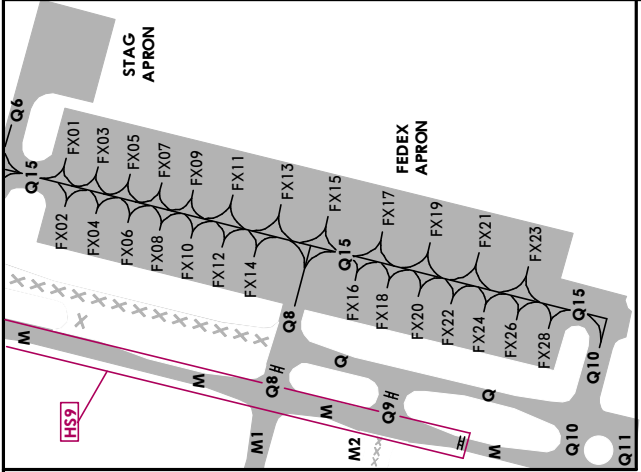 STAG
APRON
Q6
Q15
FX01
FX03
FX05
FX07
FX09
FX11
FX13
FX15
FX17
FX19
FX21
FX23
FEDEX
APRON
FX02
FX04
FX06
FX08
FX10
FX12
FX14
Q15
FX16
FX18
FX20
FX22
FX24
FX26
FX28
Q15
Q10
Q8
M
HS9
M
Q8
Q
M1
M
Q9
Q
M2
M
Q10
Q11